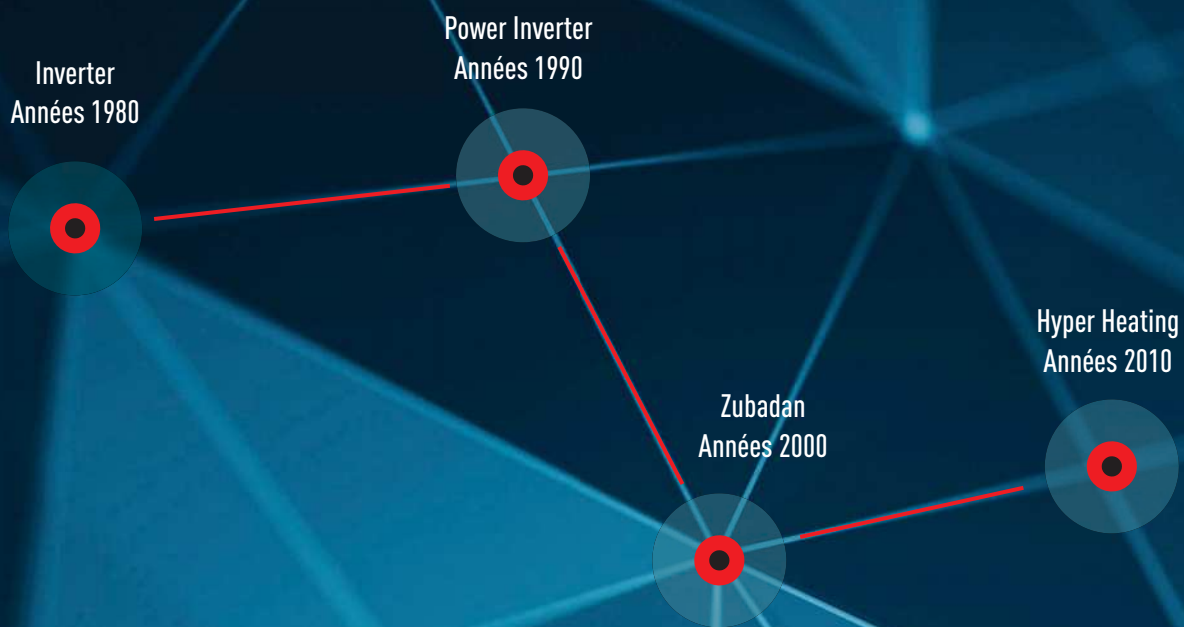 Inverter
Années 1980
Power Inverter
Années 1990
Zubadan
Années 2000
Hyper Heating
Années 2010